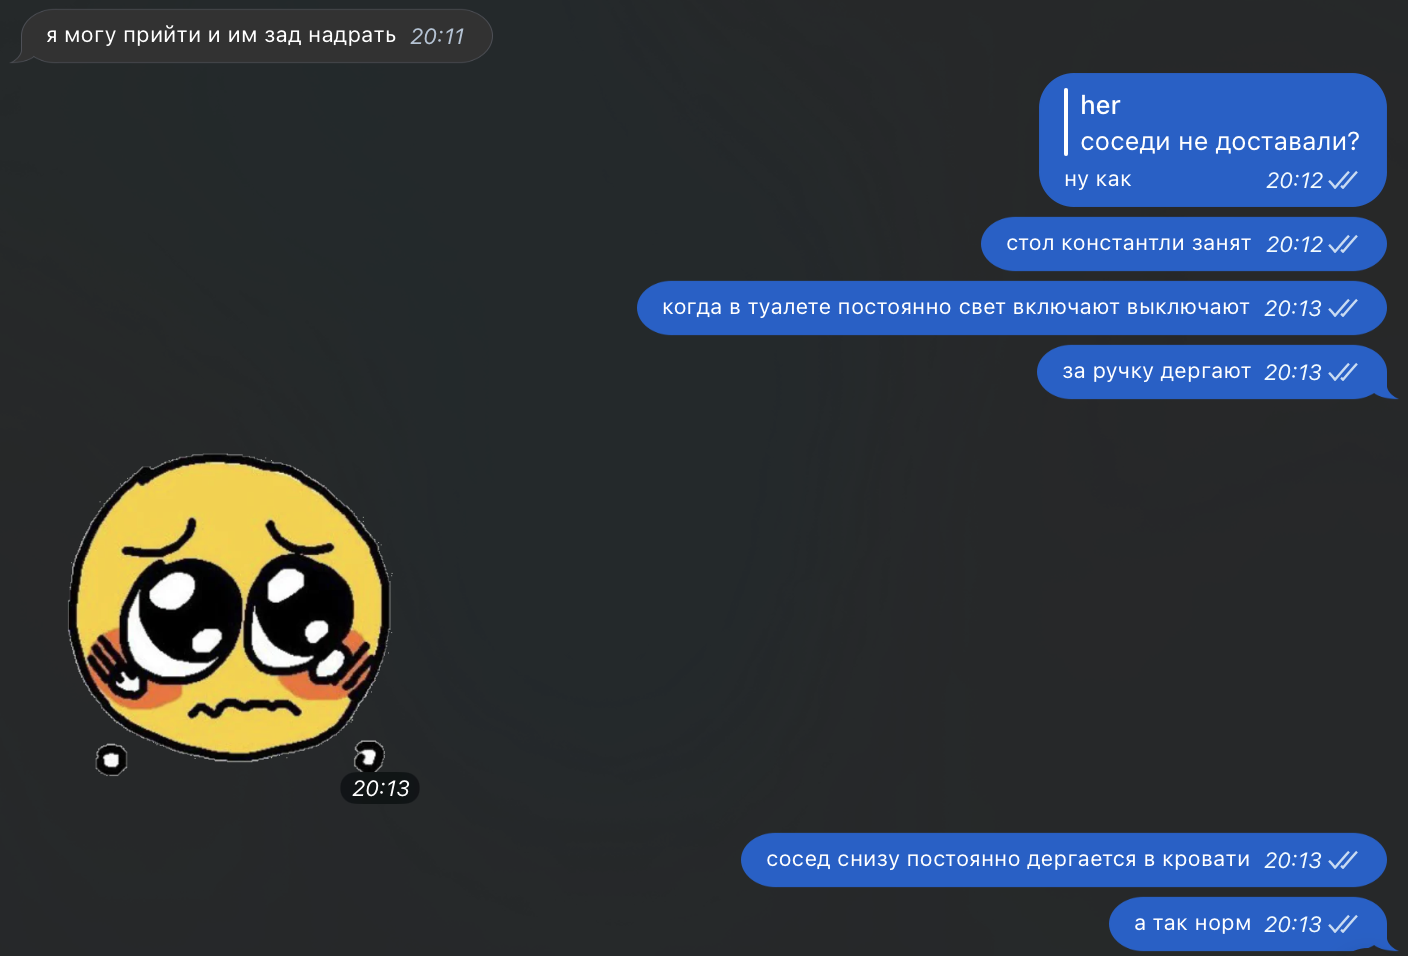 я могу прийти и им зад надрать 20:11
her
соседи не доставали?
ну как 20:12
стол константли занят 20:12
когда в туалете постоянно свет включают выключают 20:13
за ручку дергают 20:13
20:13
сосед снизу постоянно дергается в кровати 20:13
а так норм 20:13